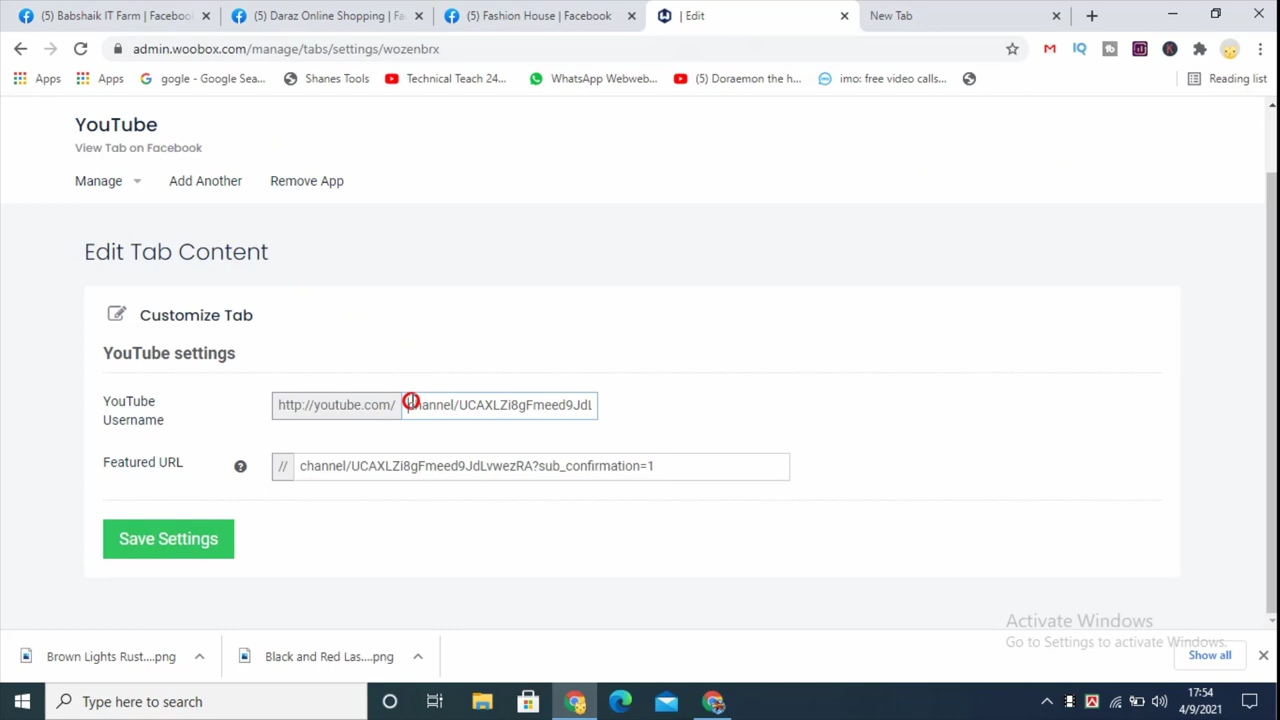 (5) Babshaik IT Farm | Facebook
(5) Daraz Online Shopping | Fa
(5) Fashion House | Facebook
| Edit
New Tab
admin.woobox.com/manage/tabs/settings/wozenbrx
Apps
Apps
gogle - Google Sea...
Shanes Tools
Technical Teach 24...
WhatsApp Webweb...
(5) Doraemon the h...
imo: free video calls...
Reading list
YouTube
View Tab on Facebook
Manage
Add Another
Remove App
Edit Tab Content
Customize Tab
YouTube settings
YouTube
Username
http://youtube.com/
channel/UCAXLZi8gFmeed9JdL
Featured URL
?
//
channel/UCAXLZi8gFmeed9JdLvwezRA?sub_confirmation=1
Save Settings
Activate Windows
Go to Settings to activate Windows.
Brown Lights Rust....png
Black and Red Las....png
Show all
Type here to search
17:54
4/9/2021